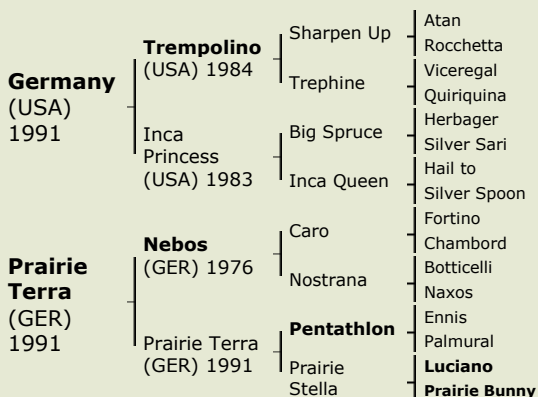 Germany
(USA)
1991
Trempolino
(USA) 1984
Sharpen Up
Atan
Rocchetta
Trephine
Viceregal
Quiriquina
Inca
Princess
(USA) 1983
Big Spruce
Herbager
Silver Sari
Inca Queen
Hail to
Silver Spoon
Prairie
Terra
(GER)
1991
Nebos
(GER) 1976
Caro
Fortino
Chambord
Nostrana
Botticelli
Naxos
Prairie Terra
(GER) 1991
Pentathlon
Ennis
Palmural
Prairie
Stella
Luciano
Prairie Bunny